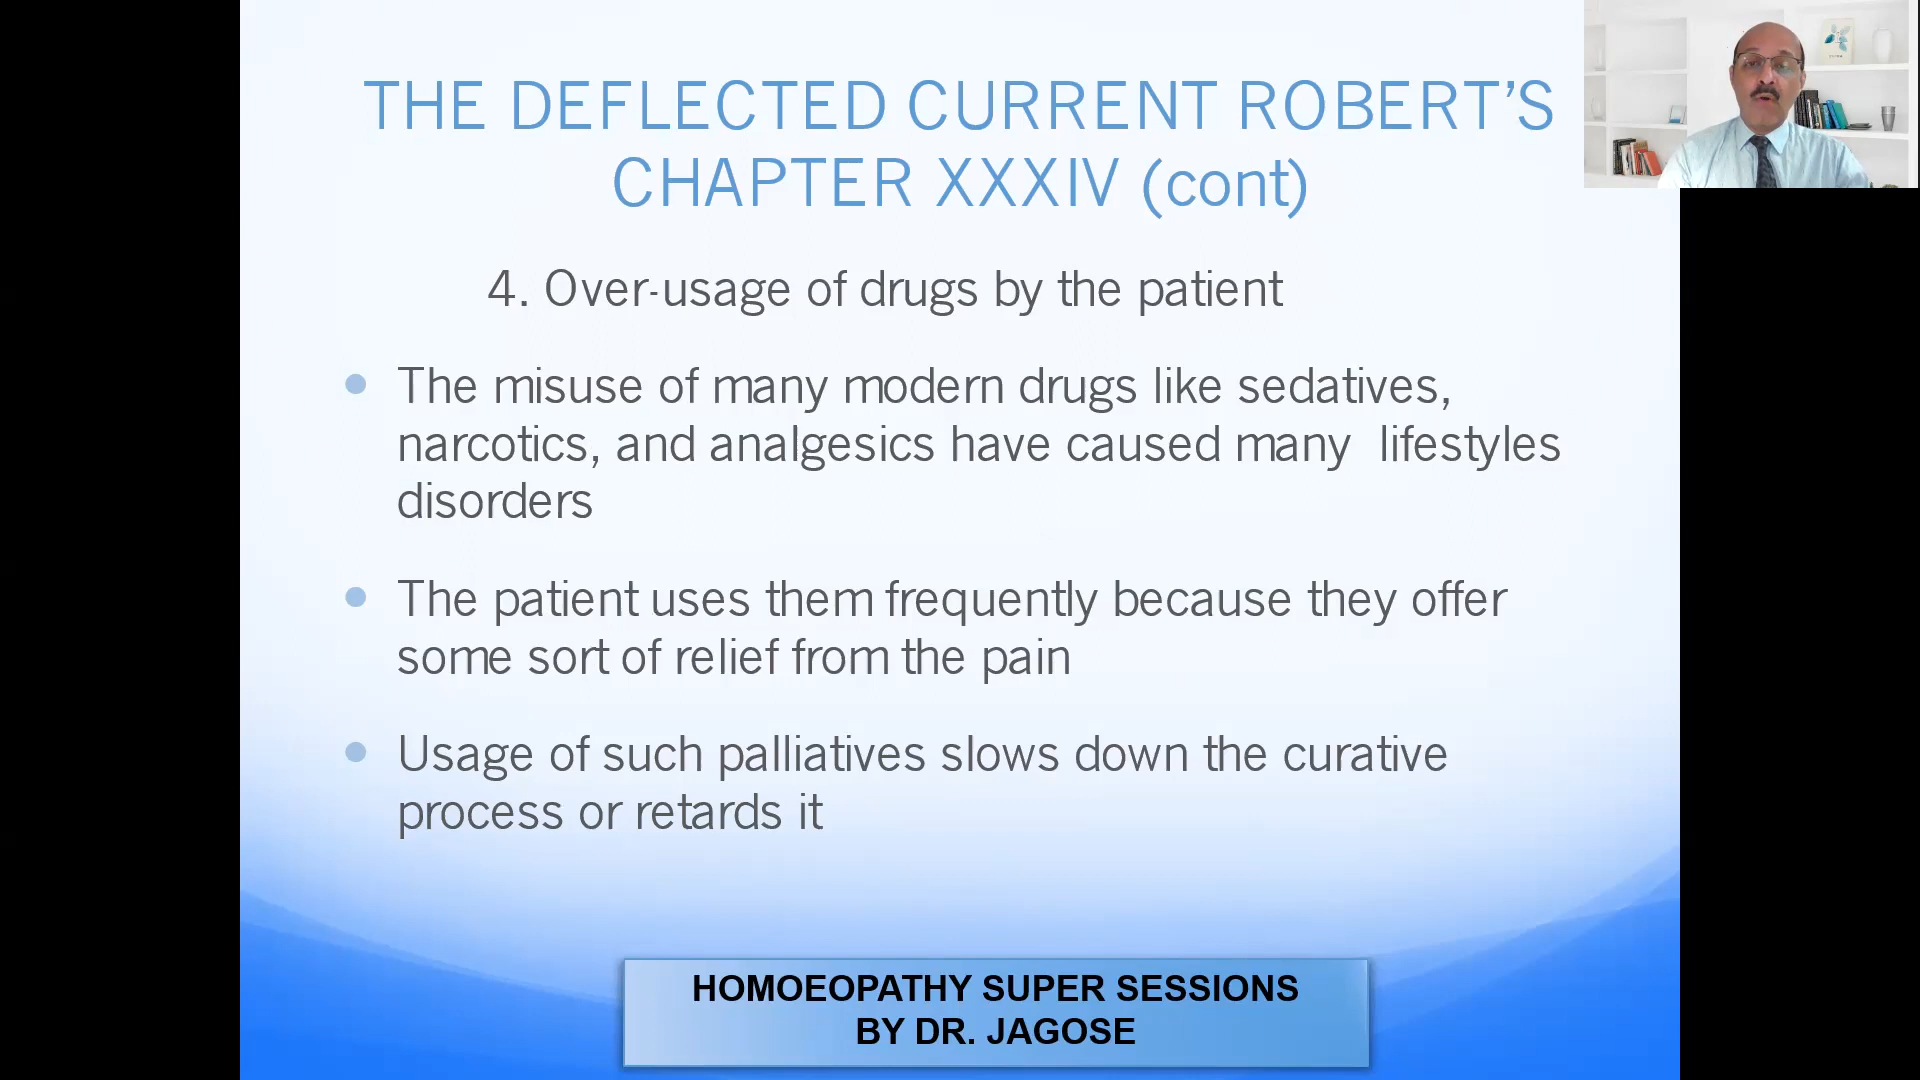 THE DEFLECTED CURRENT ROBERT’S
CHAPTER XXXIV (cont)
4. Over-usage of drugs by the patient
The misuse of many modern drugs like sedatives,
narcotics, and analgesics have caused many lifestyles
disorders
The patient uses them frequently because they offer
some sort of relief from the pain
Usage of such palliatives slows down the curative
process or retards it
HOMOEOPATHY SUPER SESSIONS
BY DR. JAGOSE